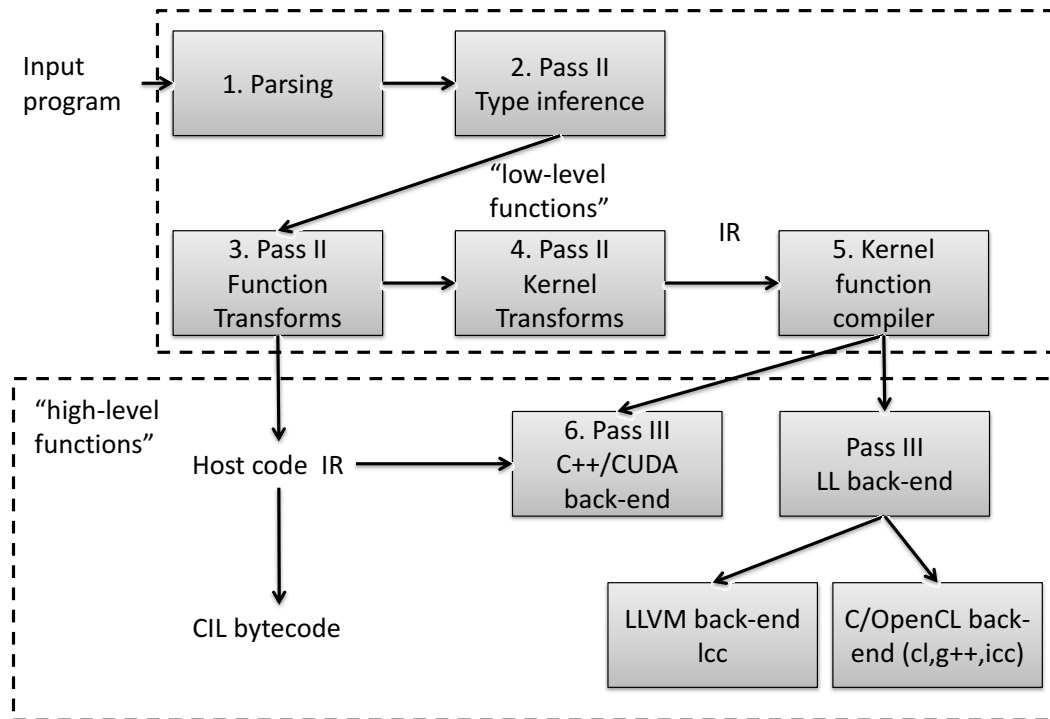 Input
program
1. Parsing
2. Pass II
Type inference
“low-level
functions”
3. Pass II
Function
Transforms
4. Pass II
Kernel
Transforms
IR
5. Kernel
function
compiler
“high-level
functions”
Host code  IR
6. Pass III
C++/CUDA
back-end
Pass III
LL back-end
CIL bytecode
LLVM back-end
lcc
C/OpenCL back-
end (cl,g++,icc)